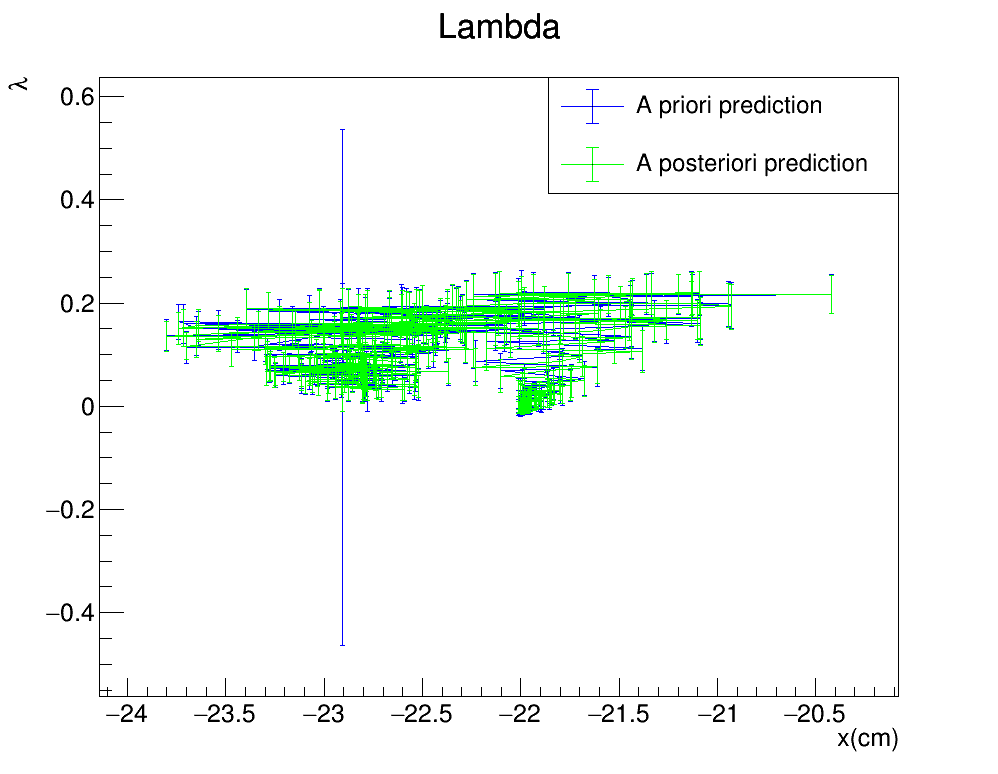 Lambda
λ
A priori prediction
A posteriori prediction
0.6
0.4
0.2
0
−0.2
−0.4
−24 −23.5 −23 −22.5 −22 −21.5 −21 −20.5
x(cm)